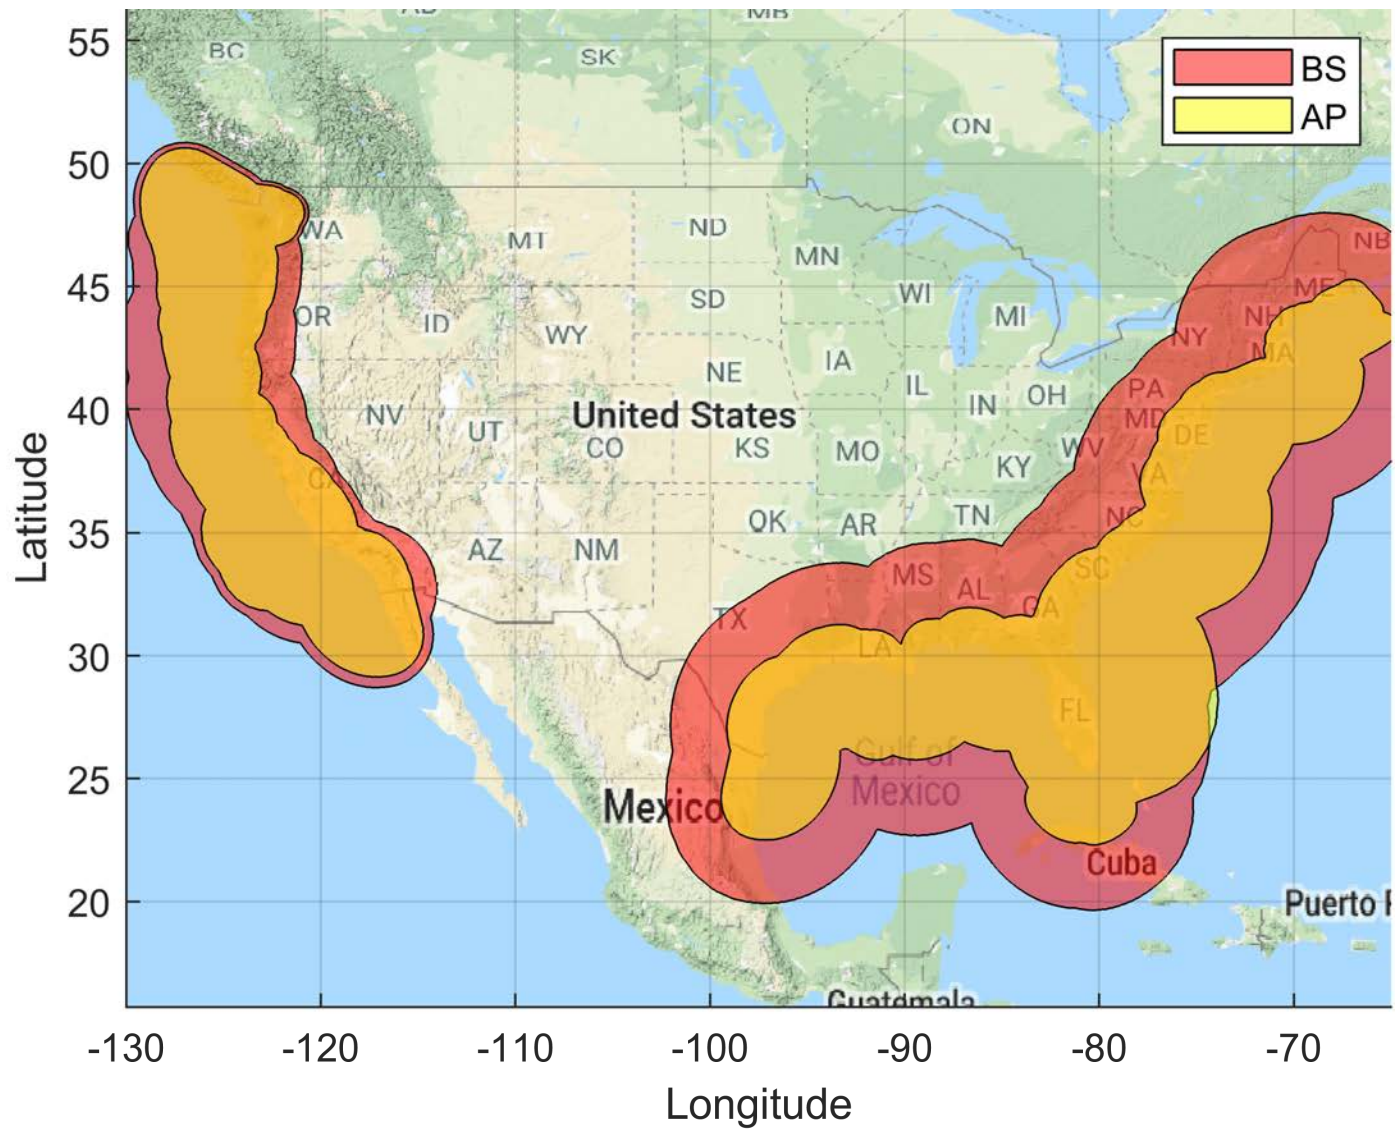 MB
55
BC
SK
BS
AP
ON
50
WA
MT
ND
MN
NB
45
OR
ID
SD
WI
MI
ME
WY
NH
NY
IA
MA
NE
IL
IN
OH
PA
40
NV
United States
MD
UT
CO
KS
MO
WV
DE
KY
VA
CA
Latitude
35
OK
AR
TN
NC
AZ
NM
MS
AL
SC
TX
GA
30
LA
FL
Gulf of
Mexico
25
Mexico
Cuba
20
Puerto
Guatemala
-130
-120
-110
-100
-90
-80
-70
Longitude